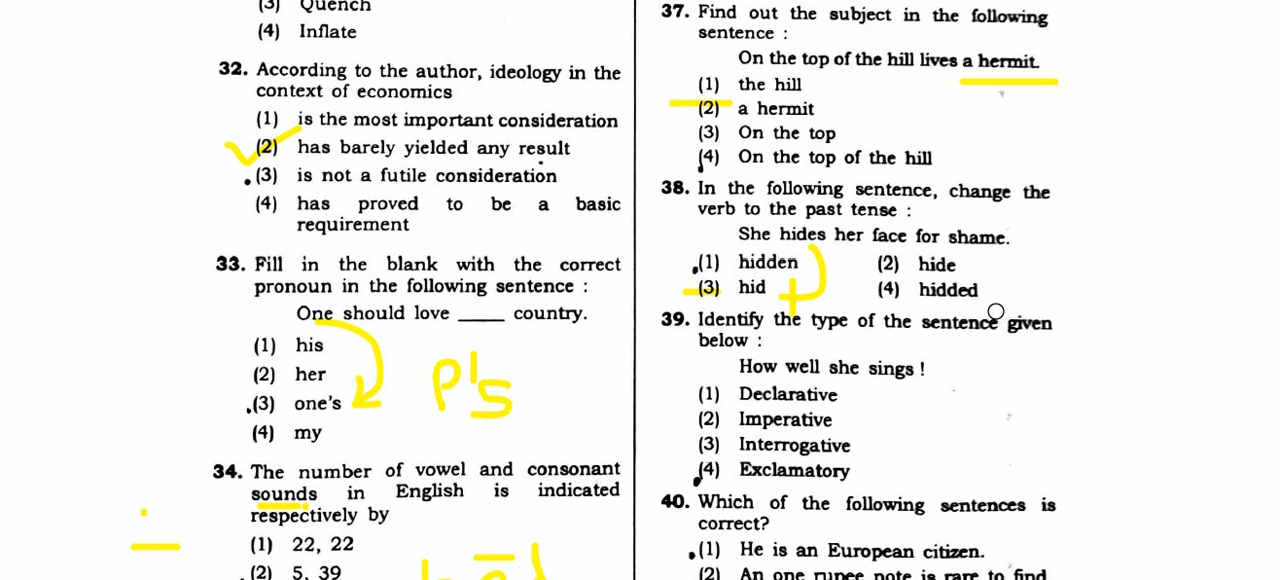 (3) Quench
(4) Inflate
32. According to the author, ideology in the
context of economics
(1) is the most important consideration
(2) has barely yielded any result
(3) is not a futile consideration
(4) has proved to be a basic
requirement
33. Fill in the blank with the correct
pronoun in the following sentence :
One should love ____ country.
(1) his
(2) her
(3) one's
(4) my
P's
34. The number of vowel and consonant
sounds in English is indicated
respectively by
(1) 22, 22
(2) 5, 39
37. Find out the subject in the following
sentence :
On the top of the hill lives a hermit.
(1) the hill
(2) a hermit
(3) On the top
(4) On the top of the hill
38. In the following sentence, change the
verb to the past tense :
She hides her face for shame.
(1) hidden (2) hide
(3) hid (4) hidded
39. Identify the type of the sentence given
below :
How well she sings !
(1) Declarative
(2) Imperative
(3) Interrogative
(4) Exclamatory
40. Which of the following sentences is
correct?
(1) He is an European citizen.
(2) An one rupee note is rare to find